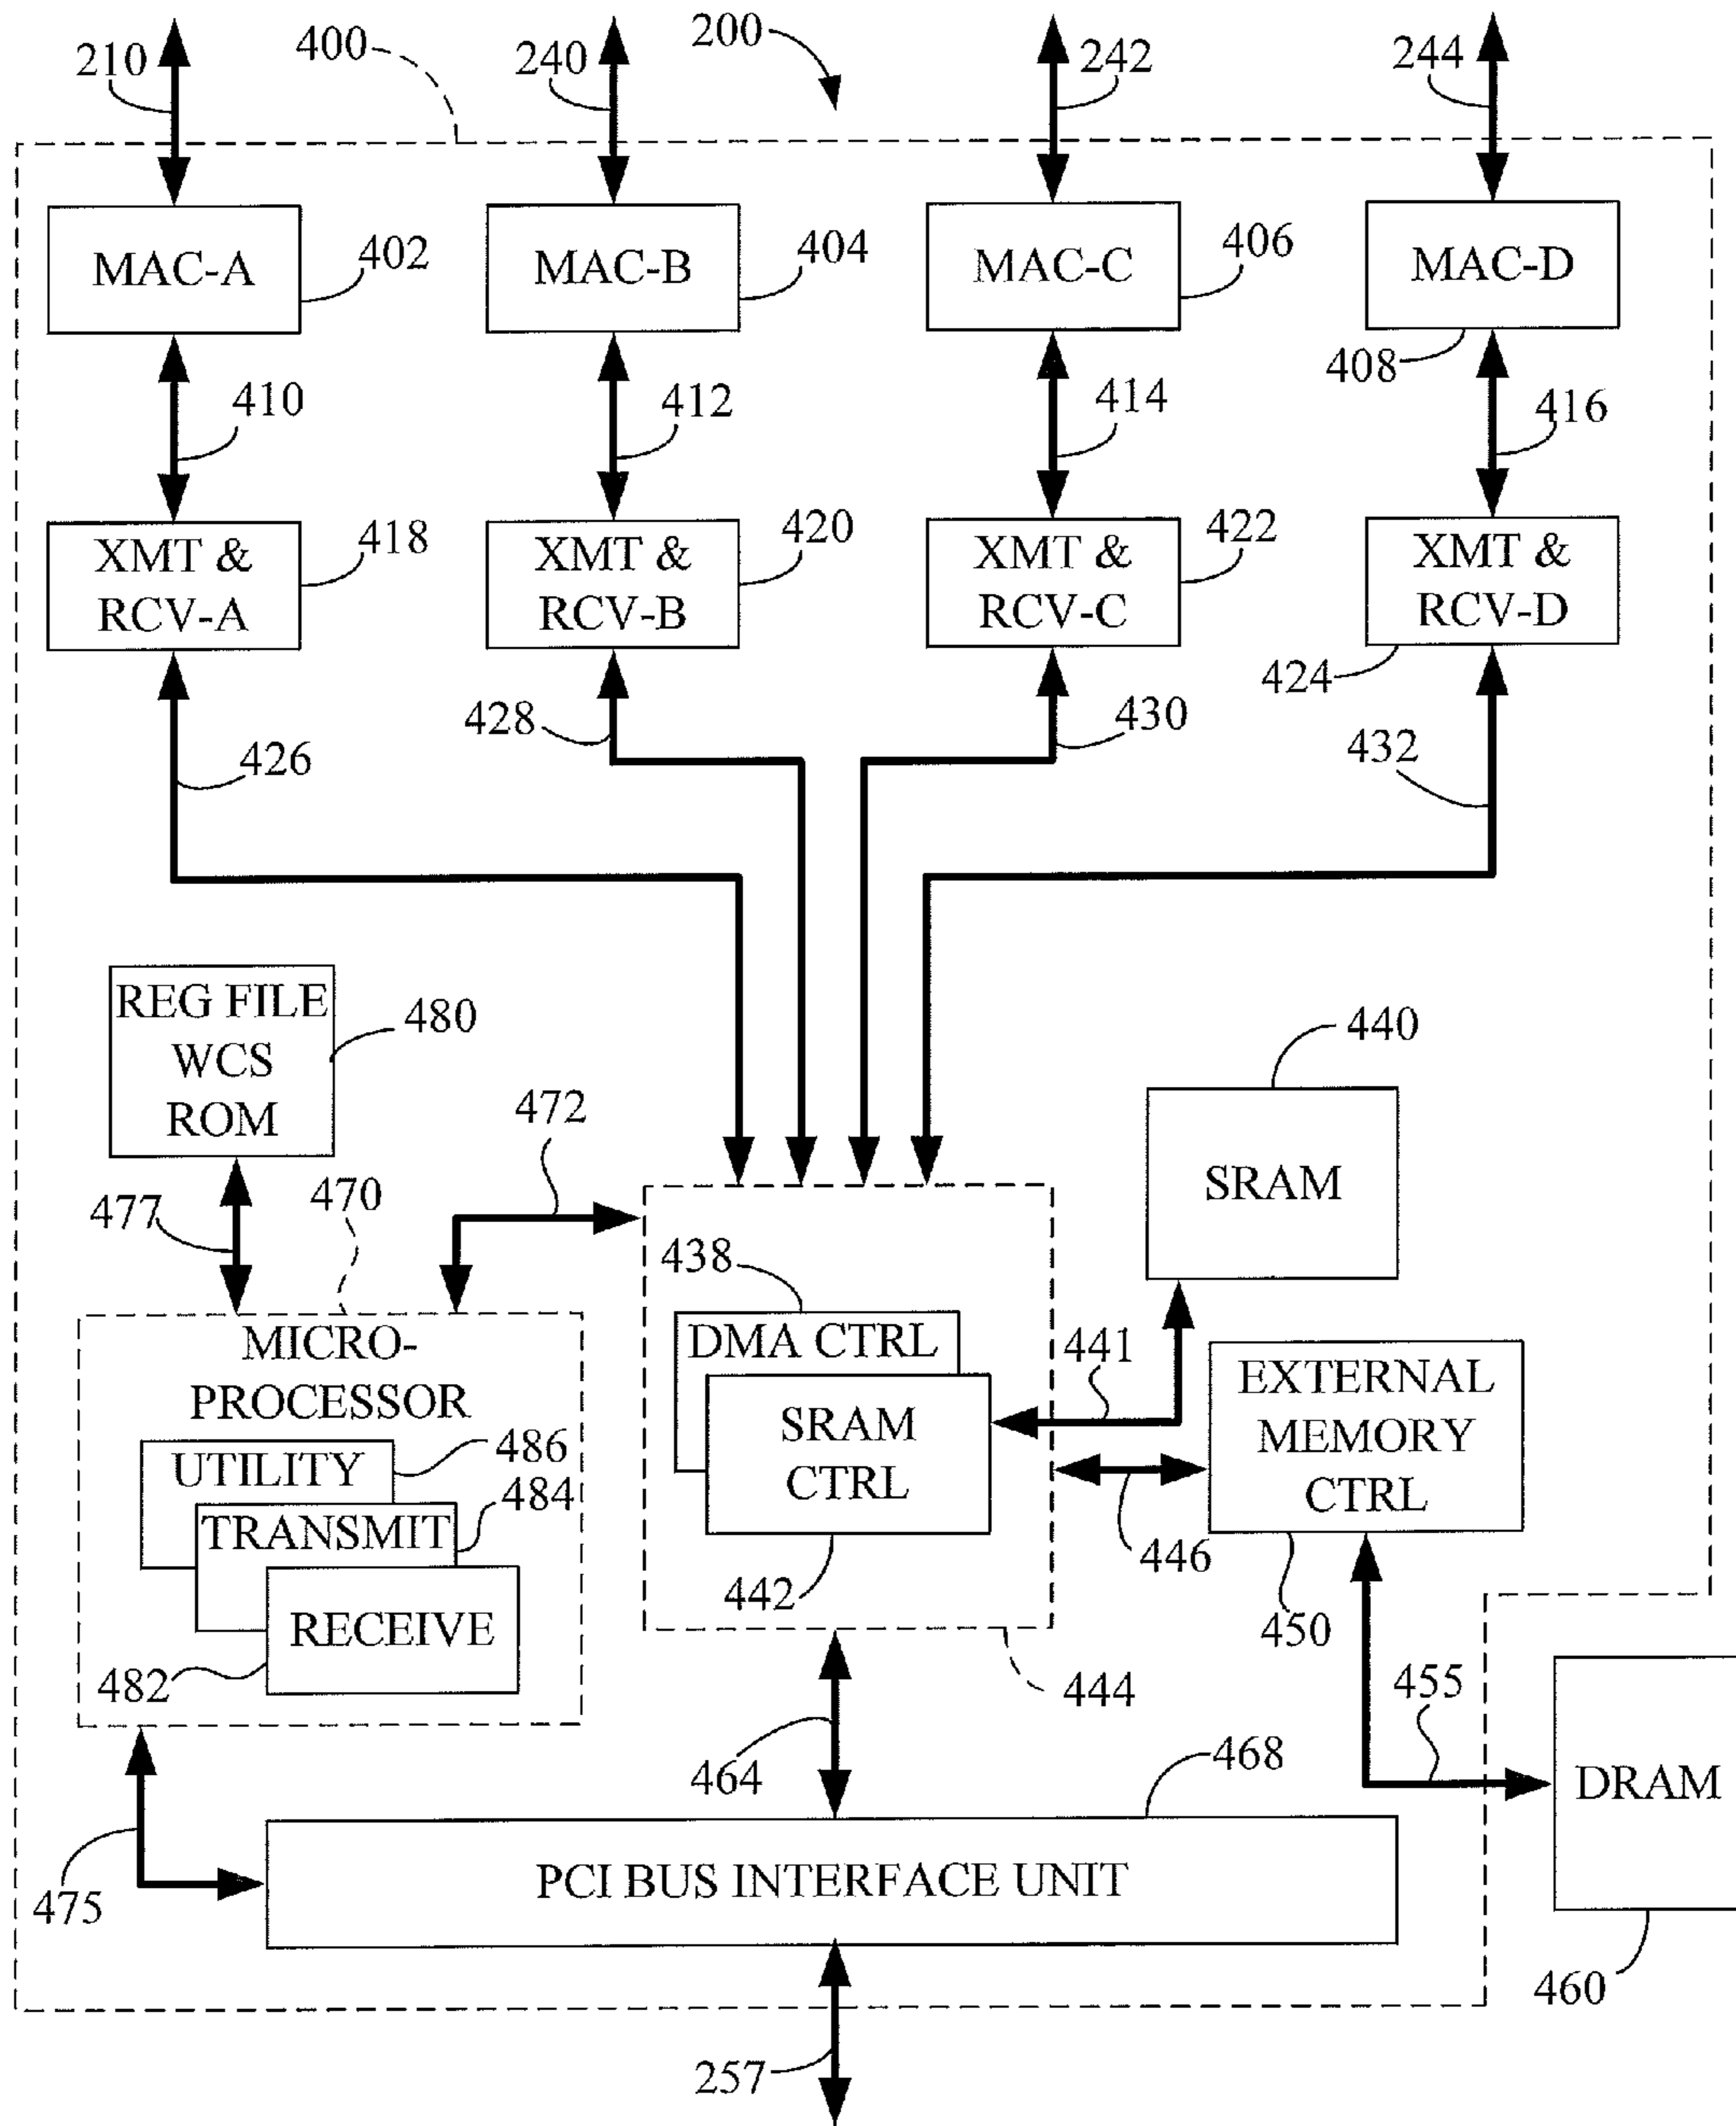 210
400
240
200
242
244
MAC-A
402
MAC-B
404
MAC-C
406
MAC-D
408
410
412
414
416
XMT &
RCV-A
418
XMT &
RCV-B
420
XMT &
RCV-C
422
XMT &
RCV-D
424
426
428
430
432
REG FILE
WCS
ROM
480
472
440
SRAM
477
470
438
MICRO-
PROCESSOR
DMA CTRL
441
EXTERNAL
MEMORY
CTRL
SRAM
CTRL
UTILITY
486
TRANSMIT
484
RECEIVE
482
442
446
450
444
455
464
468
DRAM
475
PCI BUS INTERFACE UNIT
460
257